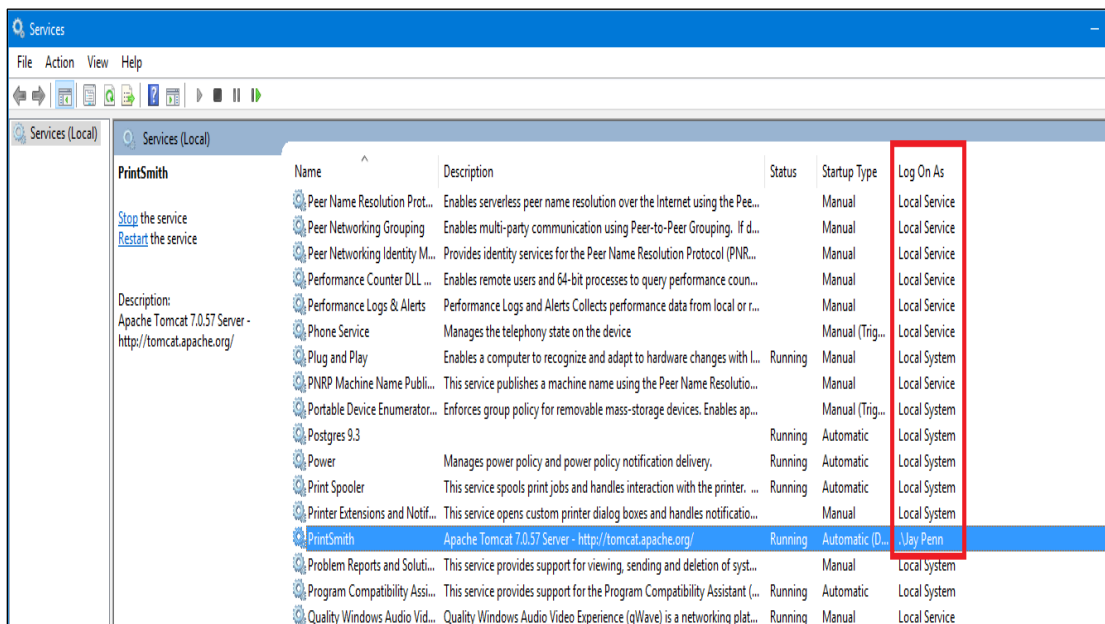 Services
File Action View Help
Services (Local)
Services (Local)
PrintSmith
Stop the service
Restart the service
Description:
Apache Tomcat 7.0.57 Server -
http://tomcat.apache.org/
Name Description Status Startup Type Log On As
Peer Name Resolution Prot... Enables serverless peer name resolution over the Internet using the Pee... Manual Local Service
Peer Networking Grouping Enables multi-party communication using Peer-to-Peer Grouping. If d... Manual Local Service
Peer Networking Identity M... Provides identity services for the Peer Name Resolution Protocol (PNR... Manual Local Service
Performance Counter DLL ... Enables remote users and 64-bit processes to query performance coun... Manual Local Service
Performance Logs & Alerts Performance Logs and Alerts Collects performance data from local or r... Manual Local Service
Phone Service Manages the telephony state on the device Manual (Trig... Local Service
Plug and Play Enables a computer to recognize and adapt to hardware changes with l... Running Manual Local System
PNRP Machine Name Publi... This service publishes a machine name using the Peer Name Resolutio... Manual Local Service
Portable Device Enumerator... Enforces group policy for removable mass-storage devices. Enables ap... Manual (Trig... Local System
Postgres 9.3 Running Automatic Local System
Power Manages power policy and power policy notification delivery. Running Automatic Local System
Print Spooler This service spools print jobs and handles interaction with the printer. ... Running Automatic Local System
Printer Extensions and Notif... This service opens custom printer dialog boxes and handles notificatio... Manual Local System
PrintSmith Apache Tomcat 7.0.57 Server - http://tomcat.apache.org/ Running Automatic (D... .\Jay Penn
Problem Reports and Soluti... This service provides support for viewing, sending and deletion of syst... Manual Local System
Program Compatibility Assi... This service provides support for the Program Compatibility Assistant (... Running Automatic Local System
Quality Windows Audio Vid... Quality Windows Audio Video Experience (qWave) is a networking plat... Running Manual Local Service